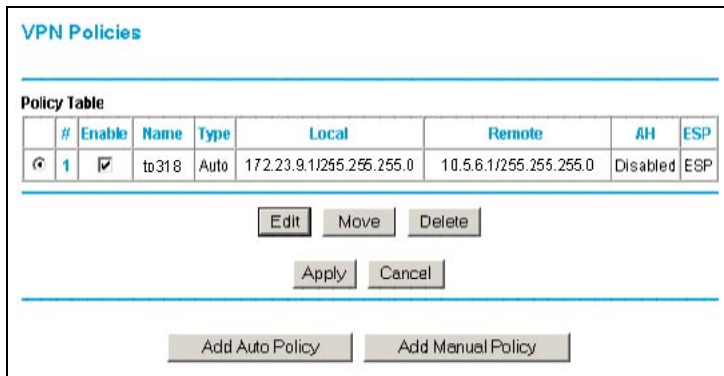 VPN Policies
Policy Table
# Enable Name Type Local Remote AH ESP
1 to318 Auto 172.23.9.1/255.255.255.0 10.5.6.1/255.255.255.0 Disabled ESP
Edit Move Delete
Apply Cancel
Add Auto Policy Add Manual Policy